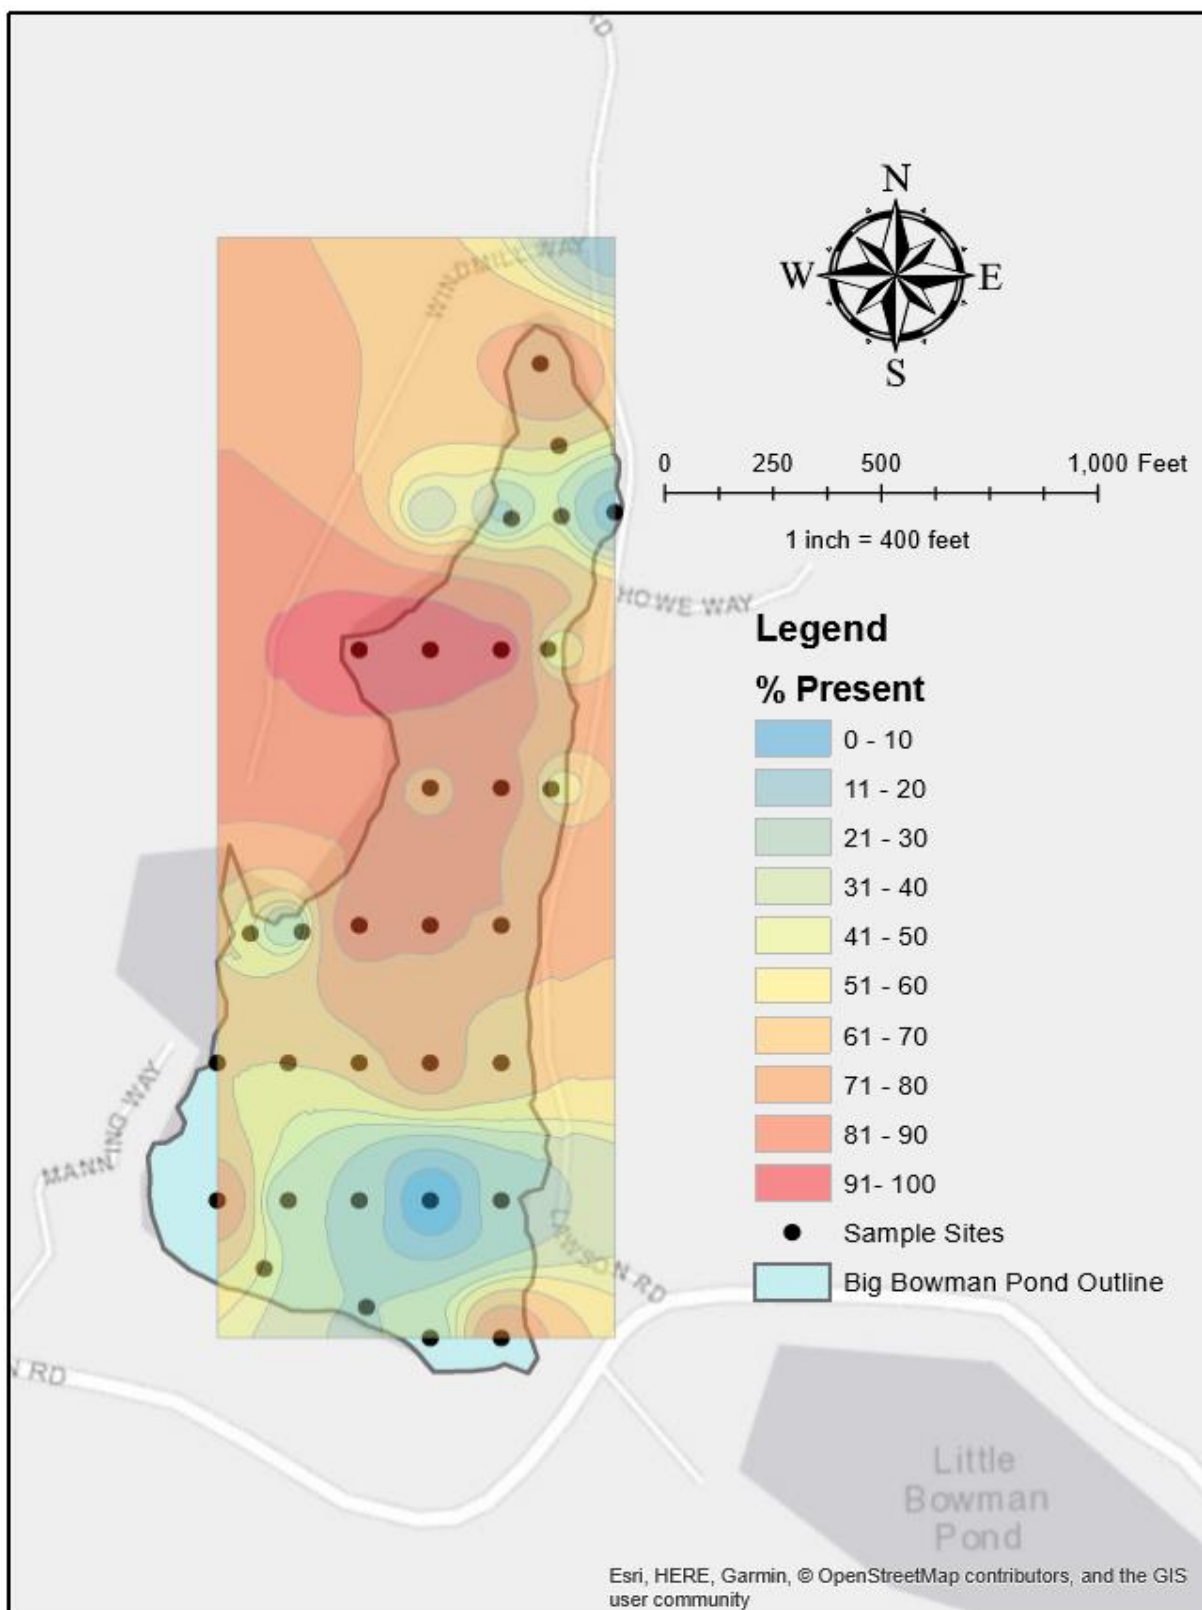 RD
N
WINDMILL WAY
W
E
S
0 250 500 1,000 Feet
1 inch = 400 feet
HOWE WAY
Legend
% Present
0 - 10
11 - 20
21 - 30
31 - 40
41 - 50
51 - 60
61 - 70
71 - 80
81 - 90
91- 100
Sample Sites
Big Bowman Pond Outline
MANNING WAY
LAWSON RD
N RD
Little
Bowman
Pond
Esri, HERE, Garmin, © OpenStreetMap contributors, and the GIS
user community